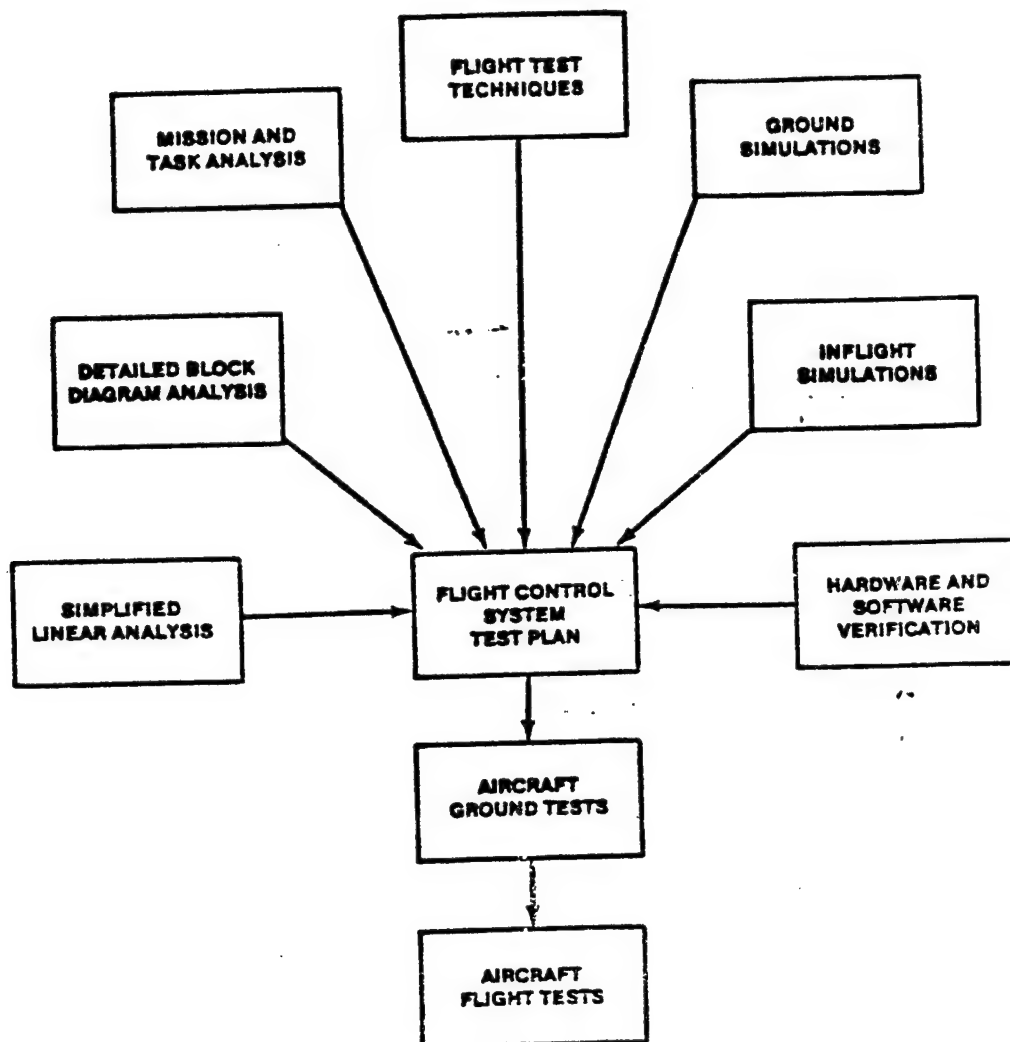 FLIGHT TEST
TECHNIQUES
MISSION AND
TASK ANALYSIS
GROUND
SIMULATIONS
DETAILED BLOCK
DIAGRAM ANALYSIS
INFLIGHT
SIMULATIONS
SIMPLIFIED
LINEAR ANALYSIS
FLIGHT CONTROL
SYSTEM
TEST PLAN
HARDWARE AND
SOFTWARE
VERIFICATION
AIRCRAFT
GROUND TESTS
AIRCRAFT
FLIGHT TESTS